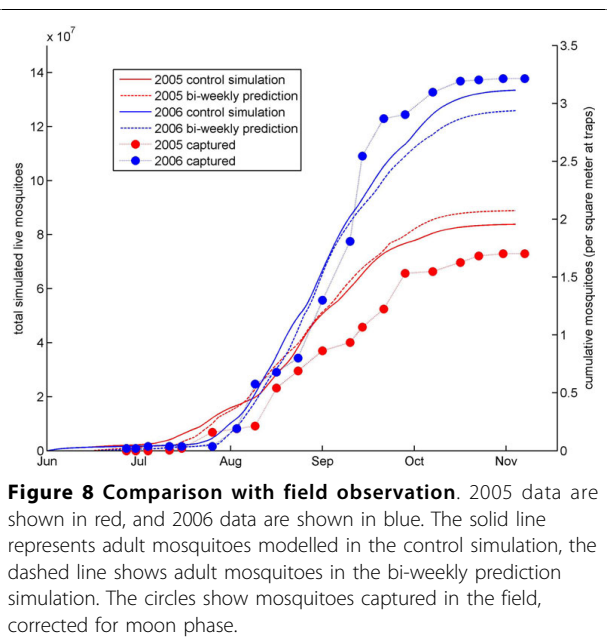 x 10⁷
14
12
10
8
6
4
2
0
total simulated live mosquitoes
3.5
3
2.5
2
1.5
1
0.5
0
cumulative mosquitoes (per square meter at traps)
2005 control simulation
2005 bi-weekly prediction
2006 control simulation
2006 bi-weekly prediction
2005 captured
2006 captured
Jun Jul Aug Sep Oct Nov
Figure 8 Comparison with field observation. 2005 data are
shown in red, and 2006 data are shown in blue. The solid line
represents adult mosquitoes modelled in the control simulation, the
dashed line shows adult mosquitoes in the bi-weekly prediction
simulation. The circles show mosquitoes captured in the field,
corrected for moon phase.